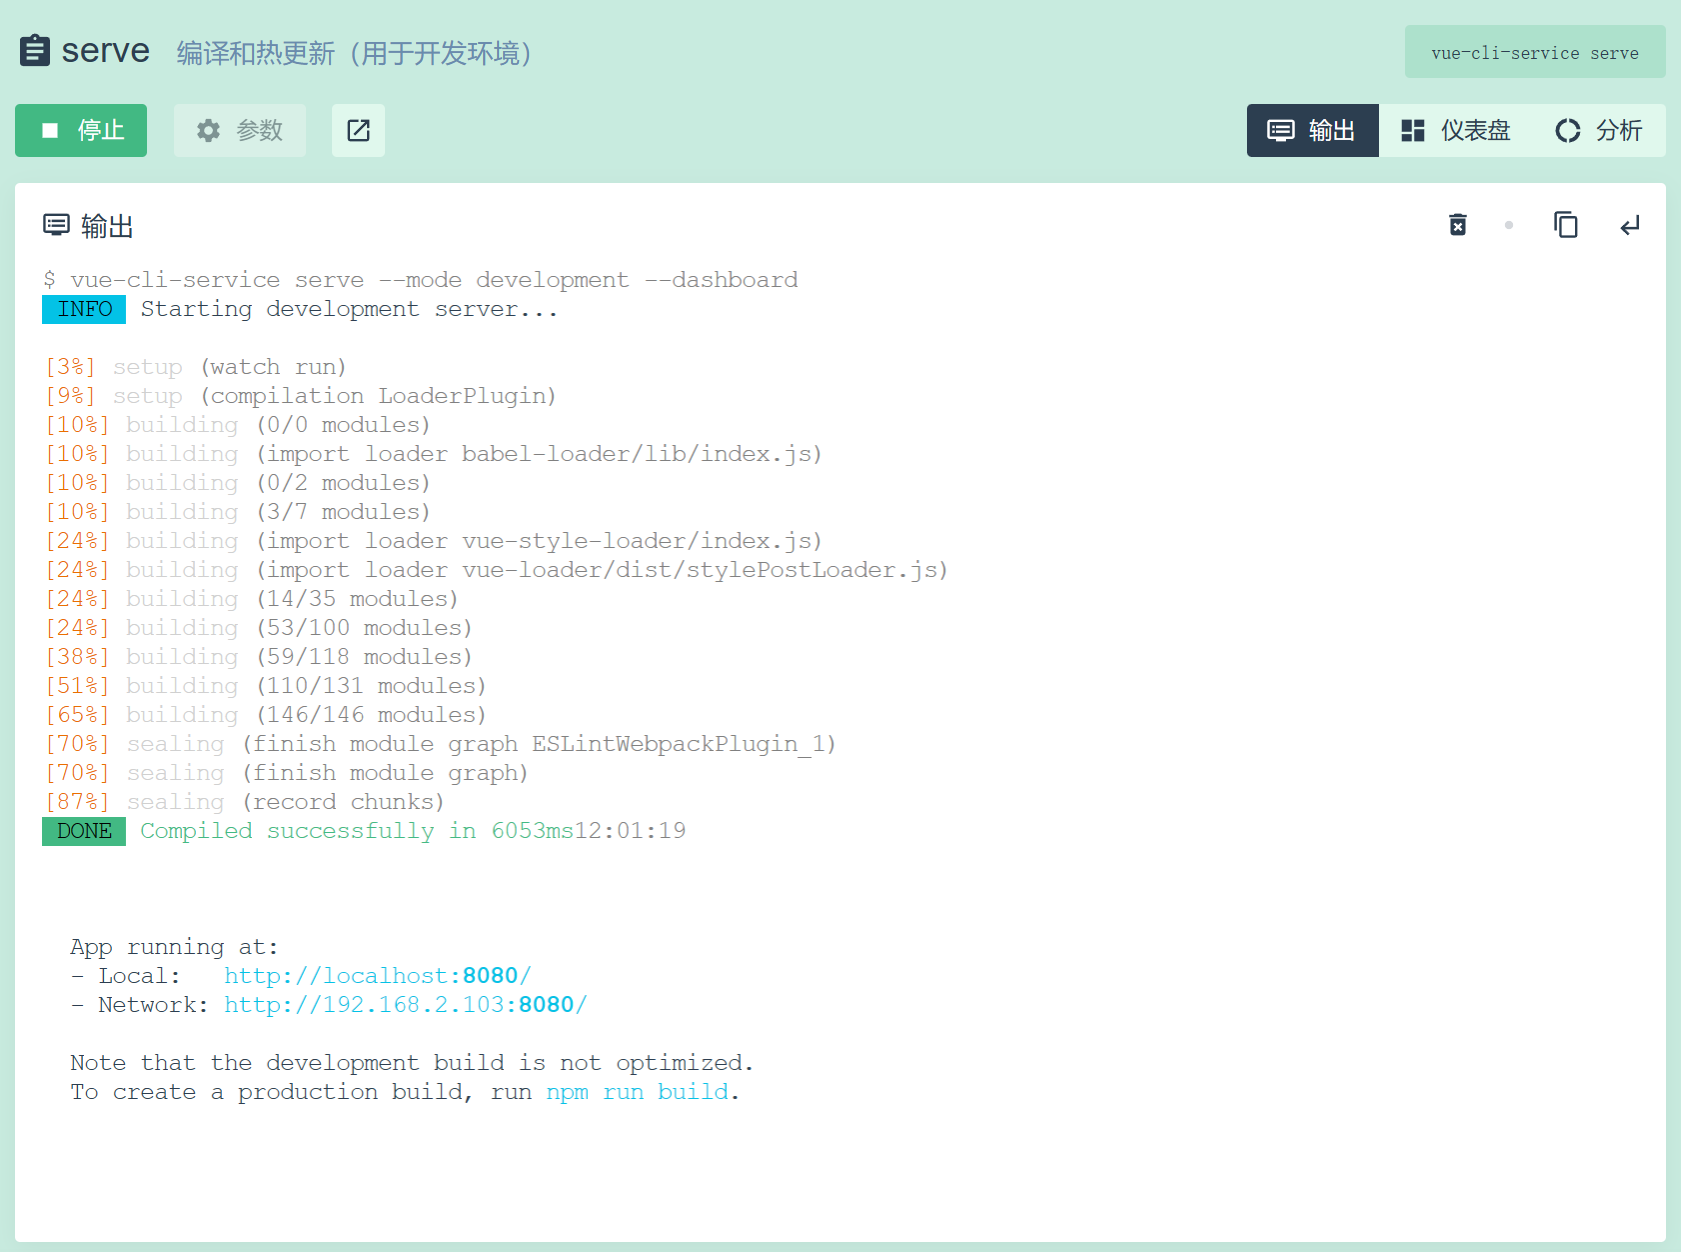 serve 编译和热更新（用于开发环境） vue-cli-service serve
停止 参数 输出 仪表盘 分析
输出
$ vue-cli-service serve --mode development --dashboard
INFO Starting development server...
[3%] setup (watch run)
[9%] setup (compilation LoaderPlugin)
[10%] building (0/0 modules)
[10%] building (import loader babel-loader/lib/index.js)
[10%] building (0/2 modules)
[10%] building (3/7 modules)
[24%] building (import loader vue-style-loader/index.js)
[24%] building (import loader vue-loader/dist/stylePostLoader.js)
[24%] building (14/35 modules)
[24%] building (53/100 modules)
[38%] building (59/118 modules)
[51%] building (110/131 modules)
[65%] building (146/146 modules)
[70%] sealing (finish module graph ESLintWebpackPlugin_1)
[70%] sealing (finish module graph)
[87%] sealing (record chunks)
DONE Compiled successfully in 6053ms12:01:19
App running at:
- Local: http://localhost:8080/
- Network: http://192.168.2.103:8080/
Note that the development build is not optimized.
To create a production build, run npm run build.